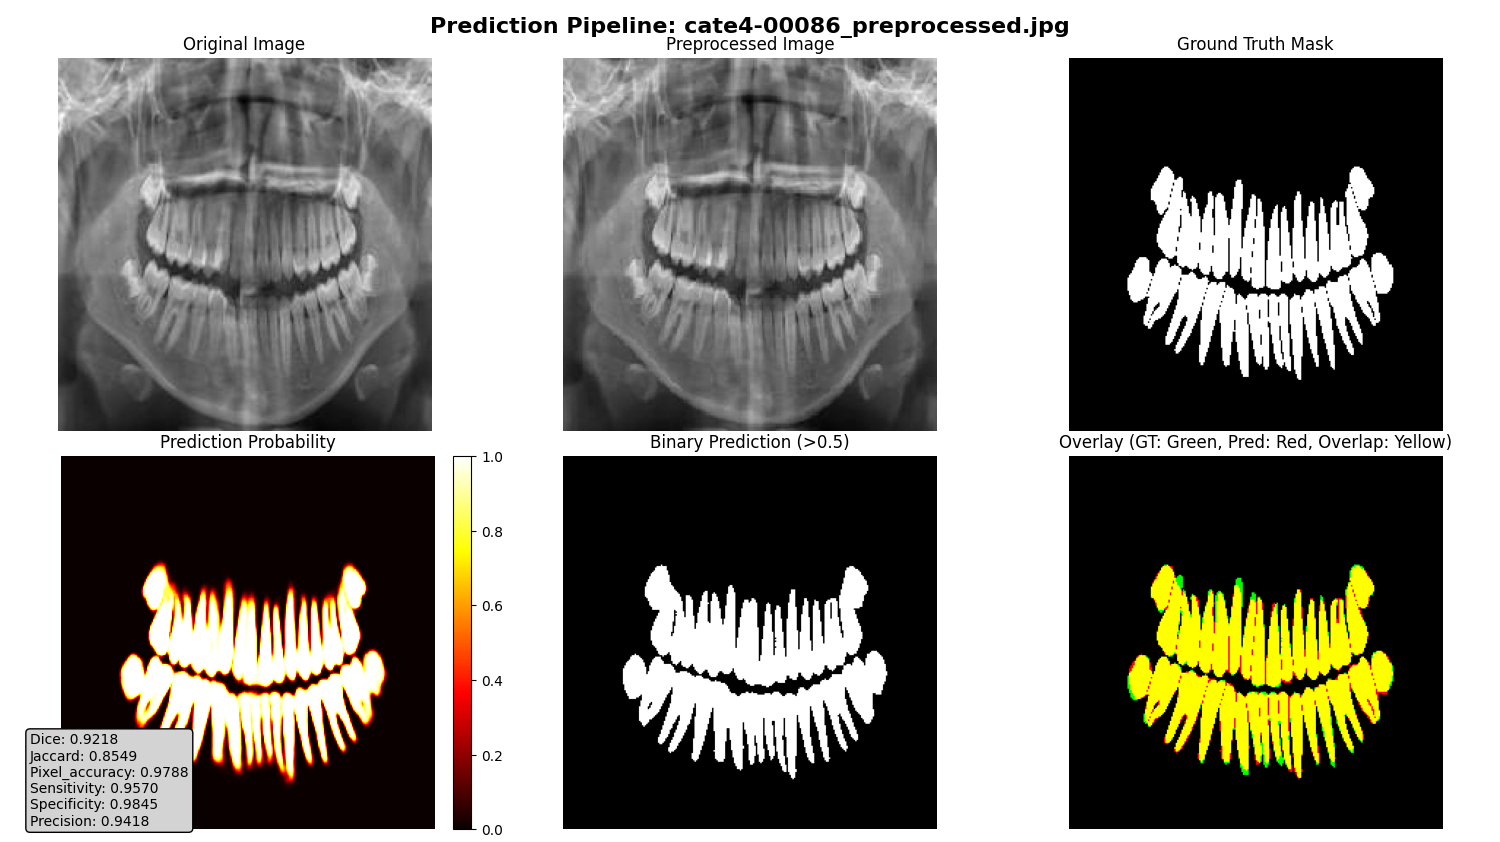 Prediction Pipeline: cate4-00086_preprocessed.jpg
Original Image
Preprocessed Image
Ground Truth Mask
Prediction Probability
Binary Prediction (>0.5)
Overlay (GT: Green, Pred: Red, Overlap: Yellow)
1.0
0.8
0.6
0.4
0.2
0.0
Dice: 0.9218
Jaccard: 0.8549
Pixel_accuracy: 0.9788
Sensitivity: 0.9570
Specificity: 0.9845
Precision: 0.9418